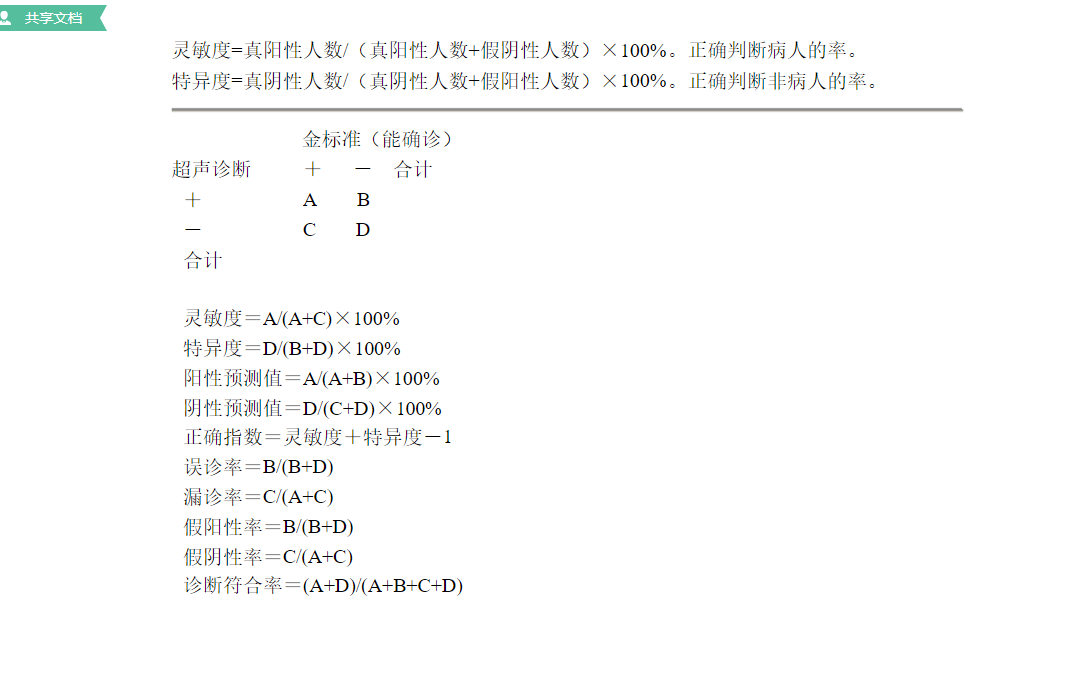 共享文档
灵敏度=真阳性人数/（真阳性人数+假阴性人数）×100%。正确判断病人的率。
特异度=真阴性人数/（真阴性人数+假阳性人数）×100%。正确判断非病人的率。
金标准（能确诊）
超声诊断 ＋ － 合计
＋ A B
－ C D
合计
灵敏度＝A/(A+C)×100%
特异度＝D/(B+D)×100%
阳性预测值＝A/(A+B)×100%
阴性预测值＝D/(C+D)×100%
正确指数＝灵敏度＋特异度－1
误诊率＝B/(B+D)
漏诊率＝C/(A+C)
假阳性率＝B/(B+D)
假阴性率＝C/(A+C)
诊断符合率＝(A+D)/(A+B+C+D)